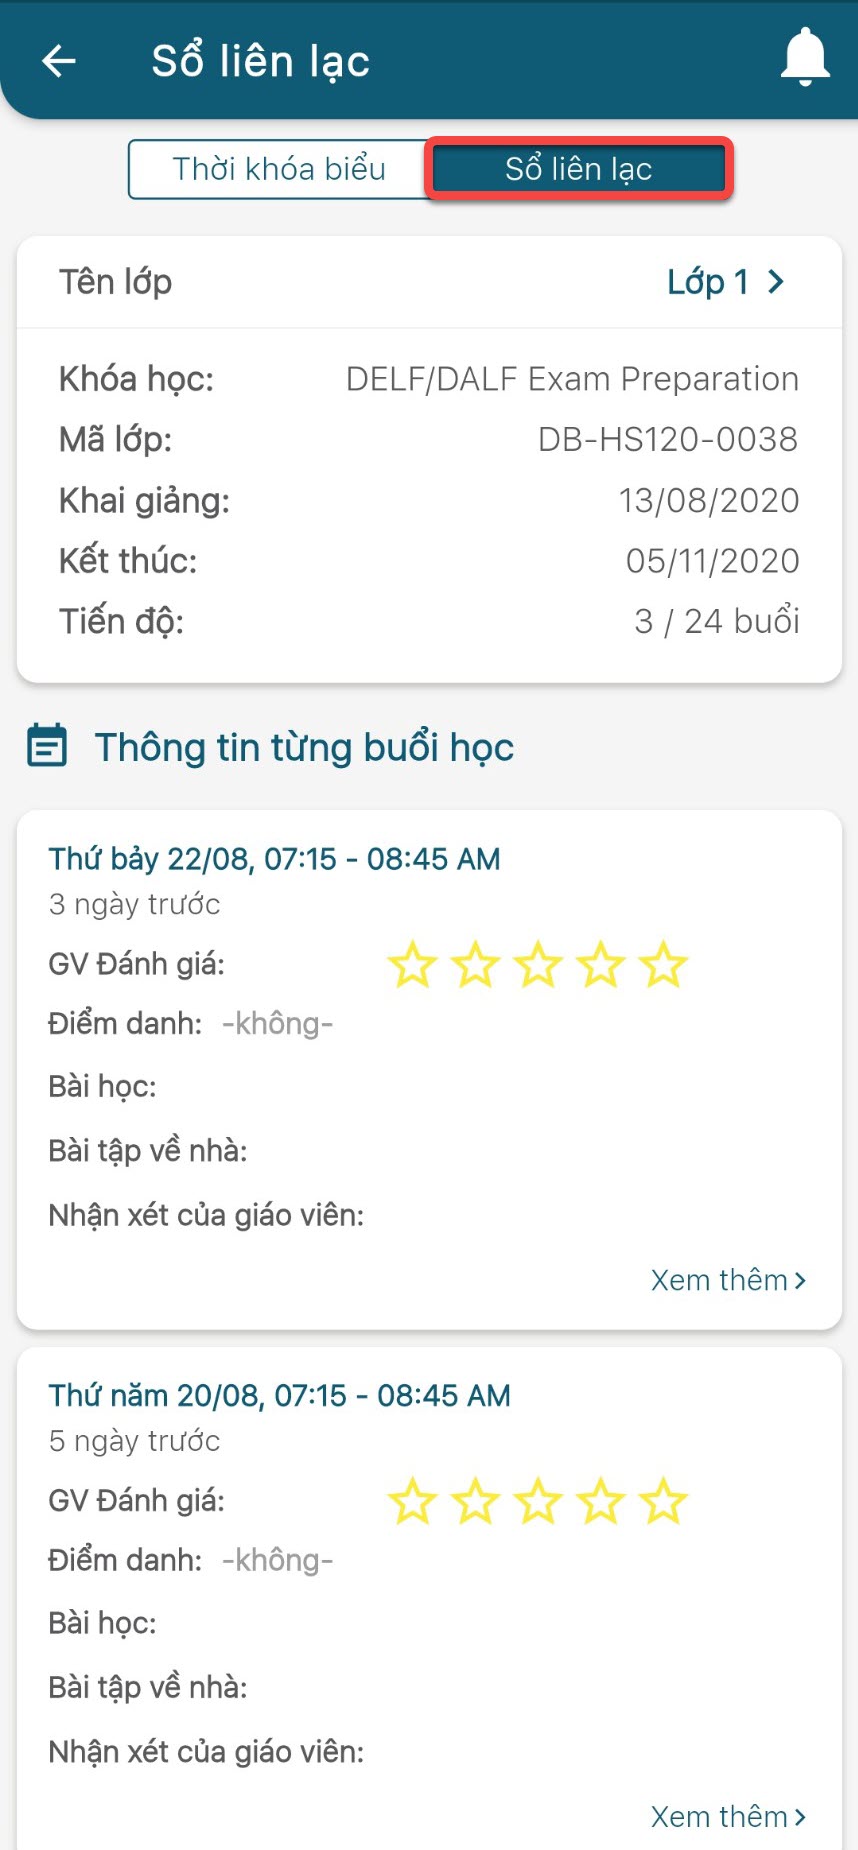 Sổ liên lạc
Thời khóa biểu Sổ liên lạc
Tên lớp Lớp 1
Khóa học: DELF/DALF Exam Preparation
Mã lớp: DB-HS120-0038
Khai giảng: 13/08/2020
Kết thúc: 05/11/2020
Tiến độ: 3 / 24 buổi
Thông tin từng buổi học
Thứ bảy 22/08, 07:15 - 08:45 AM
3 ngày trước
GV Đánh giá:
Điểm danh: -không-
Bài học:
Bài tập về nhà:
Nhận xét của giáo viên:
Xem thêm
Thứ năm 20/08, 07:15 - 08:45 AM
5 ngày trước
GV Đánh giá:
Điểm danh: -không-
Bài học:
Bài tập về nhà:
Nhận xét của giáo viên:
Xem thêm